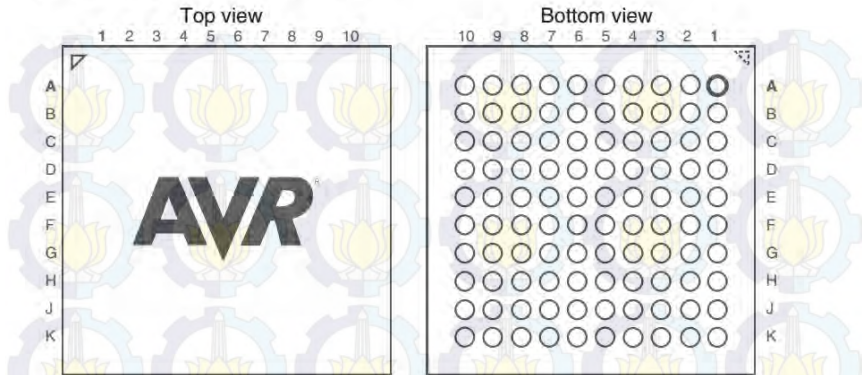 Top view
1 2 3 4 5 6 7 8 9 10
A
B
C
D
E
F
G
H
J
K
AVR®
Bottom view
10 9 8 7 6 5 4 3 2 1
A
B
C
D
E
F
G
H
J
K